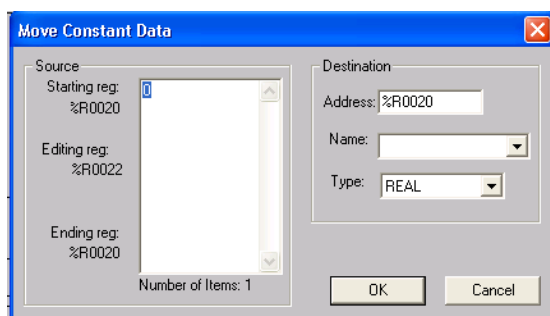 Move Constant Data
Source
Starting reg:
%R0020
0
Editing reg:
%R0022
Ending reg:
%R0020
Number of Items: 1
Destination
Address: %R0020
Name:
Type: REAL
OK
Cancel